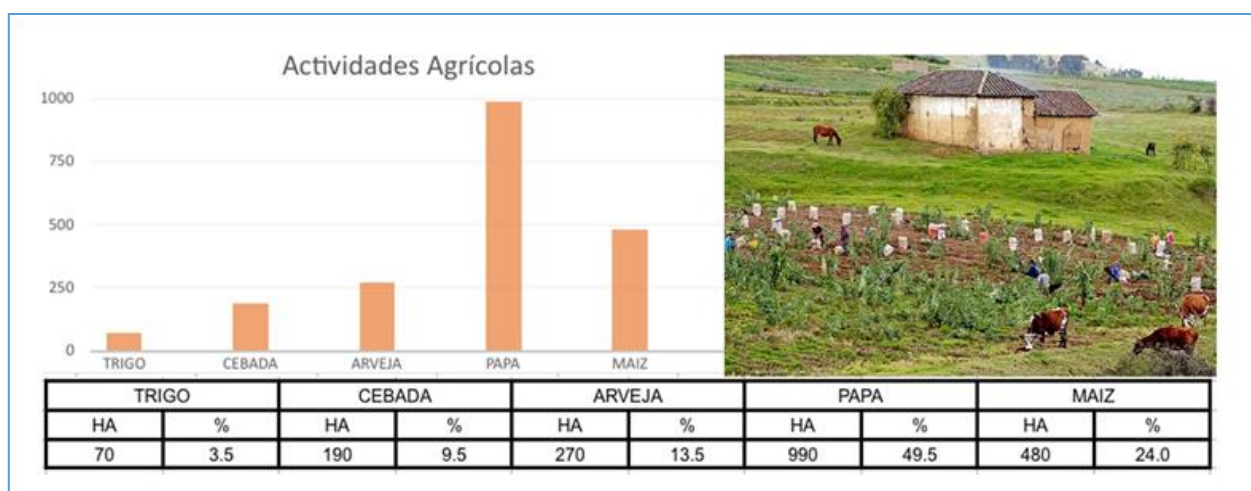 Actividades Agrícolas
1000
750
500
250
0
TRIGO CEBADA ARVEJA PAPA MAIZ
TRIGO CEBADA ARVEJA PAPA MAIZ
HA % HA % HA % HA % HA %
70 3.5 190 9.5 270 13.5 990 49.5 480 24.0